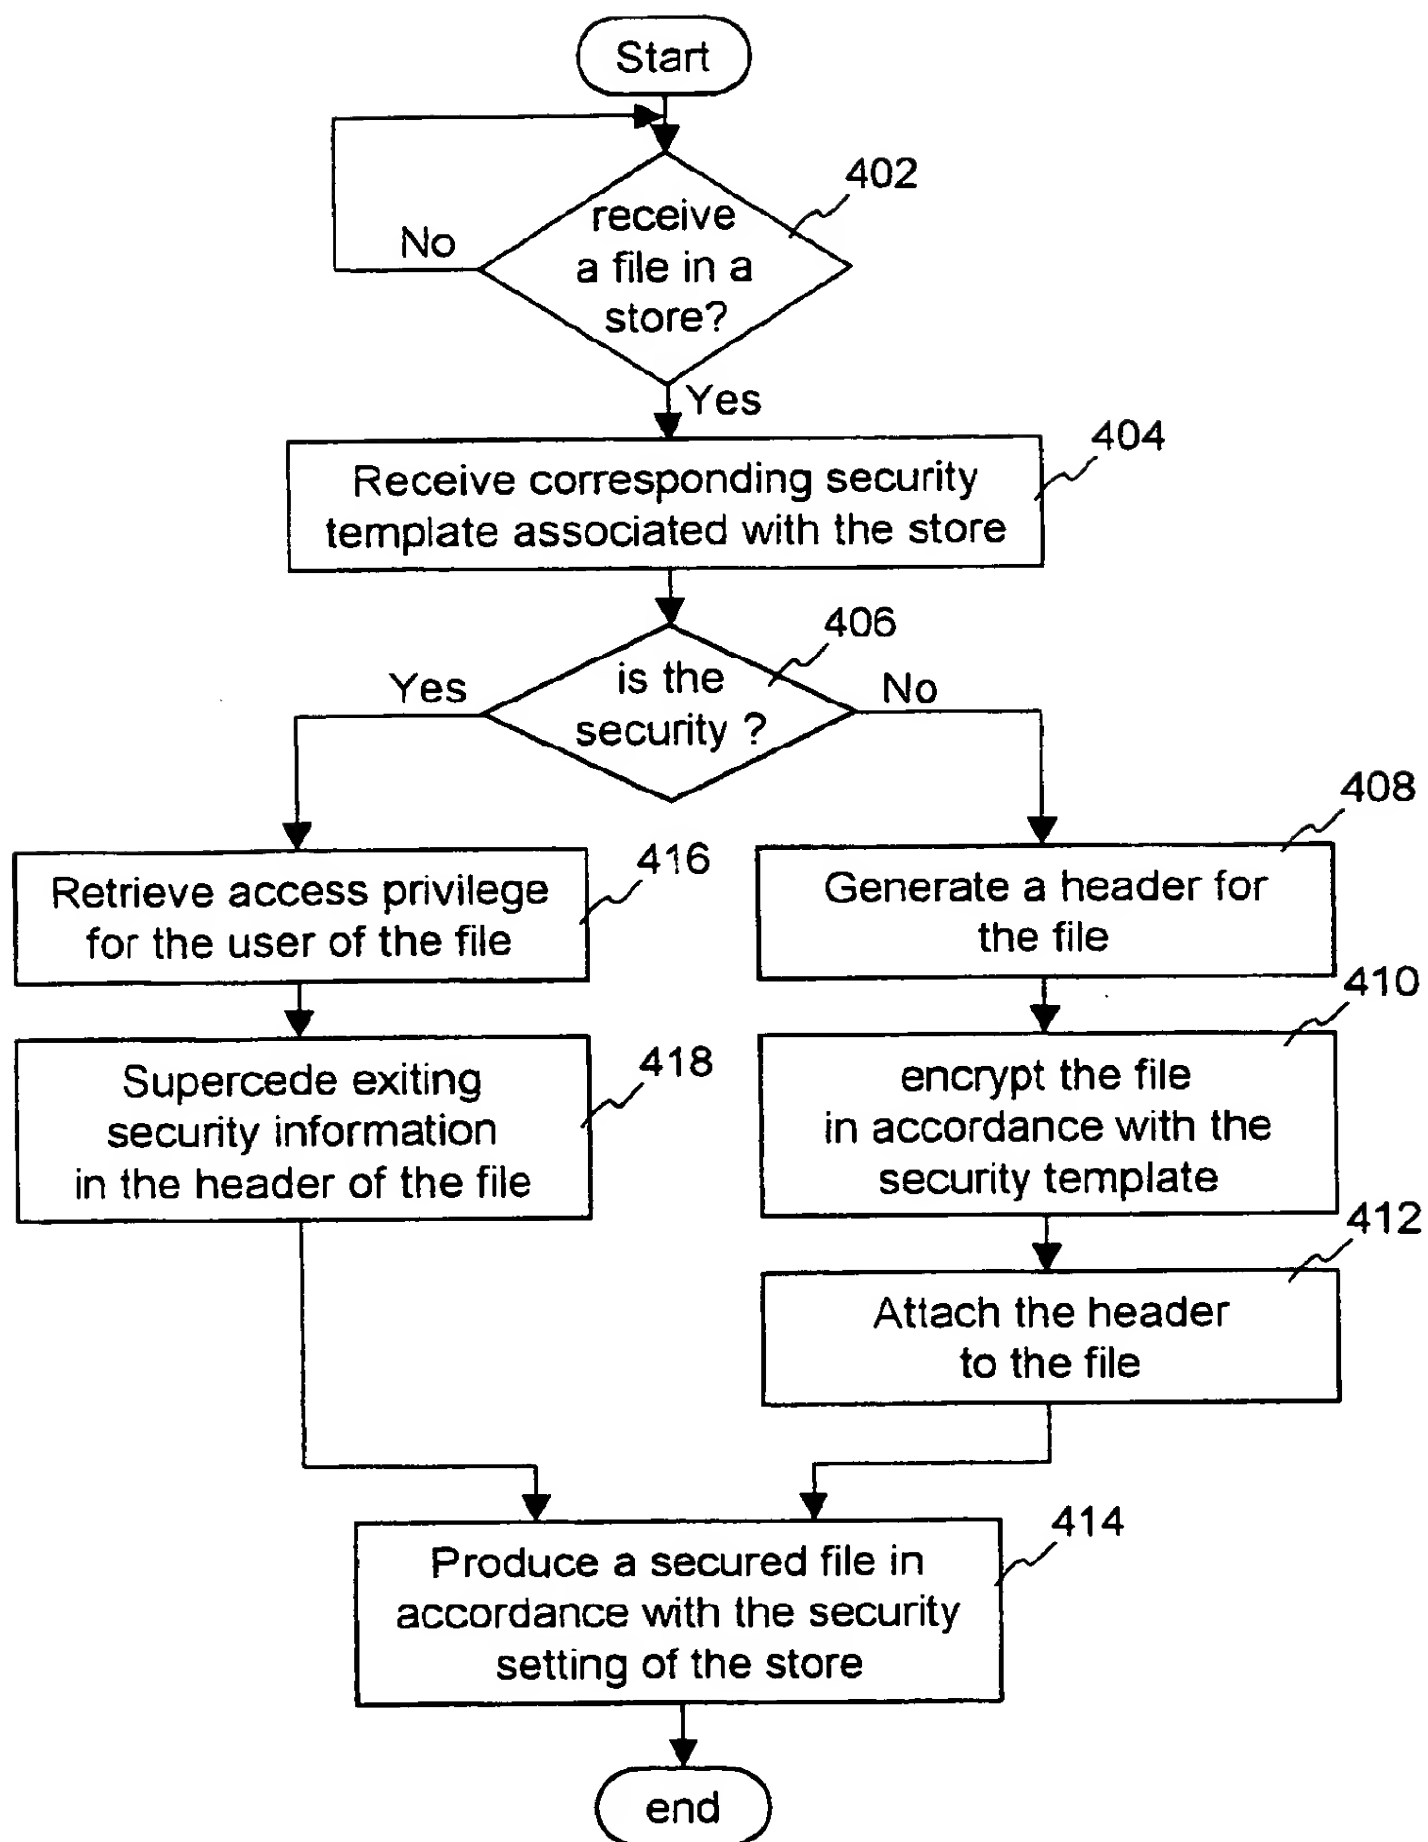 Start
402
receive
a file in a
store?
No
Yes
404
Receive corresponding security
template associated with the store
406
is the
security ?
Yes
No
408
416
Retrieve access privilege
for the user of the file
Generate a header for
the file
410
418
Supercede exiting
security information
in the header of the file
encrypt the file
in accordance with the
security template
412
Attach the header
to the file
414
Produce a secured file in
accordance with the security
setting of the store
end